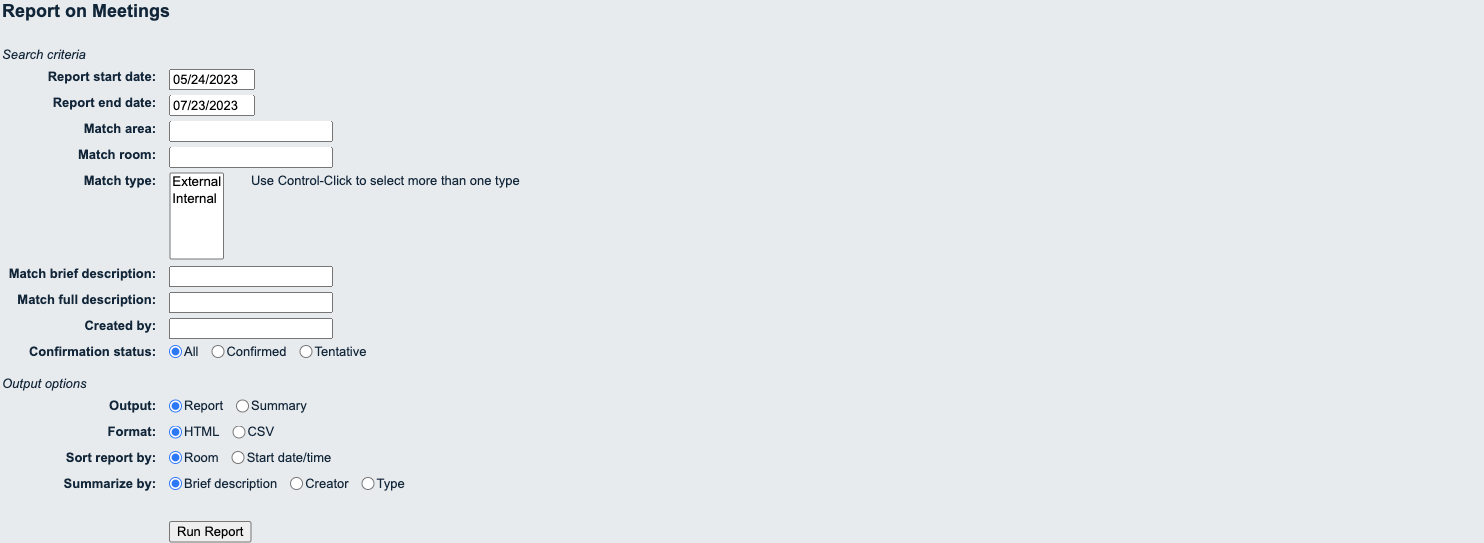 Report on Meetings
Search criteria
Report start date: 05/24/2023
Report end date: 07/23/2023
Match area:
Match room:
Match type: External Use Control-Click to select more than one type
Internal
Match brief description:
Match full description:
Created by:
Confirmation status: All Confirmed Tentative
Output options
Output: Report Summary
Format: HTML CSV
Sort report by: Room Start date/time
Summarize by: Brief description Creator Type
Run Report